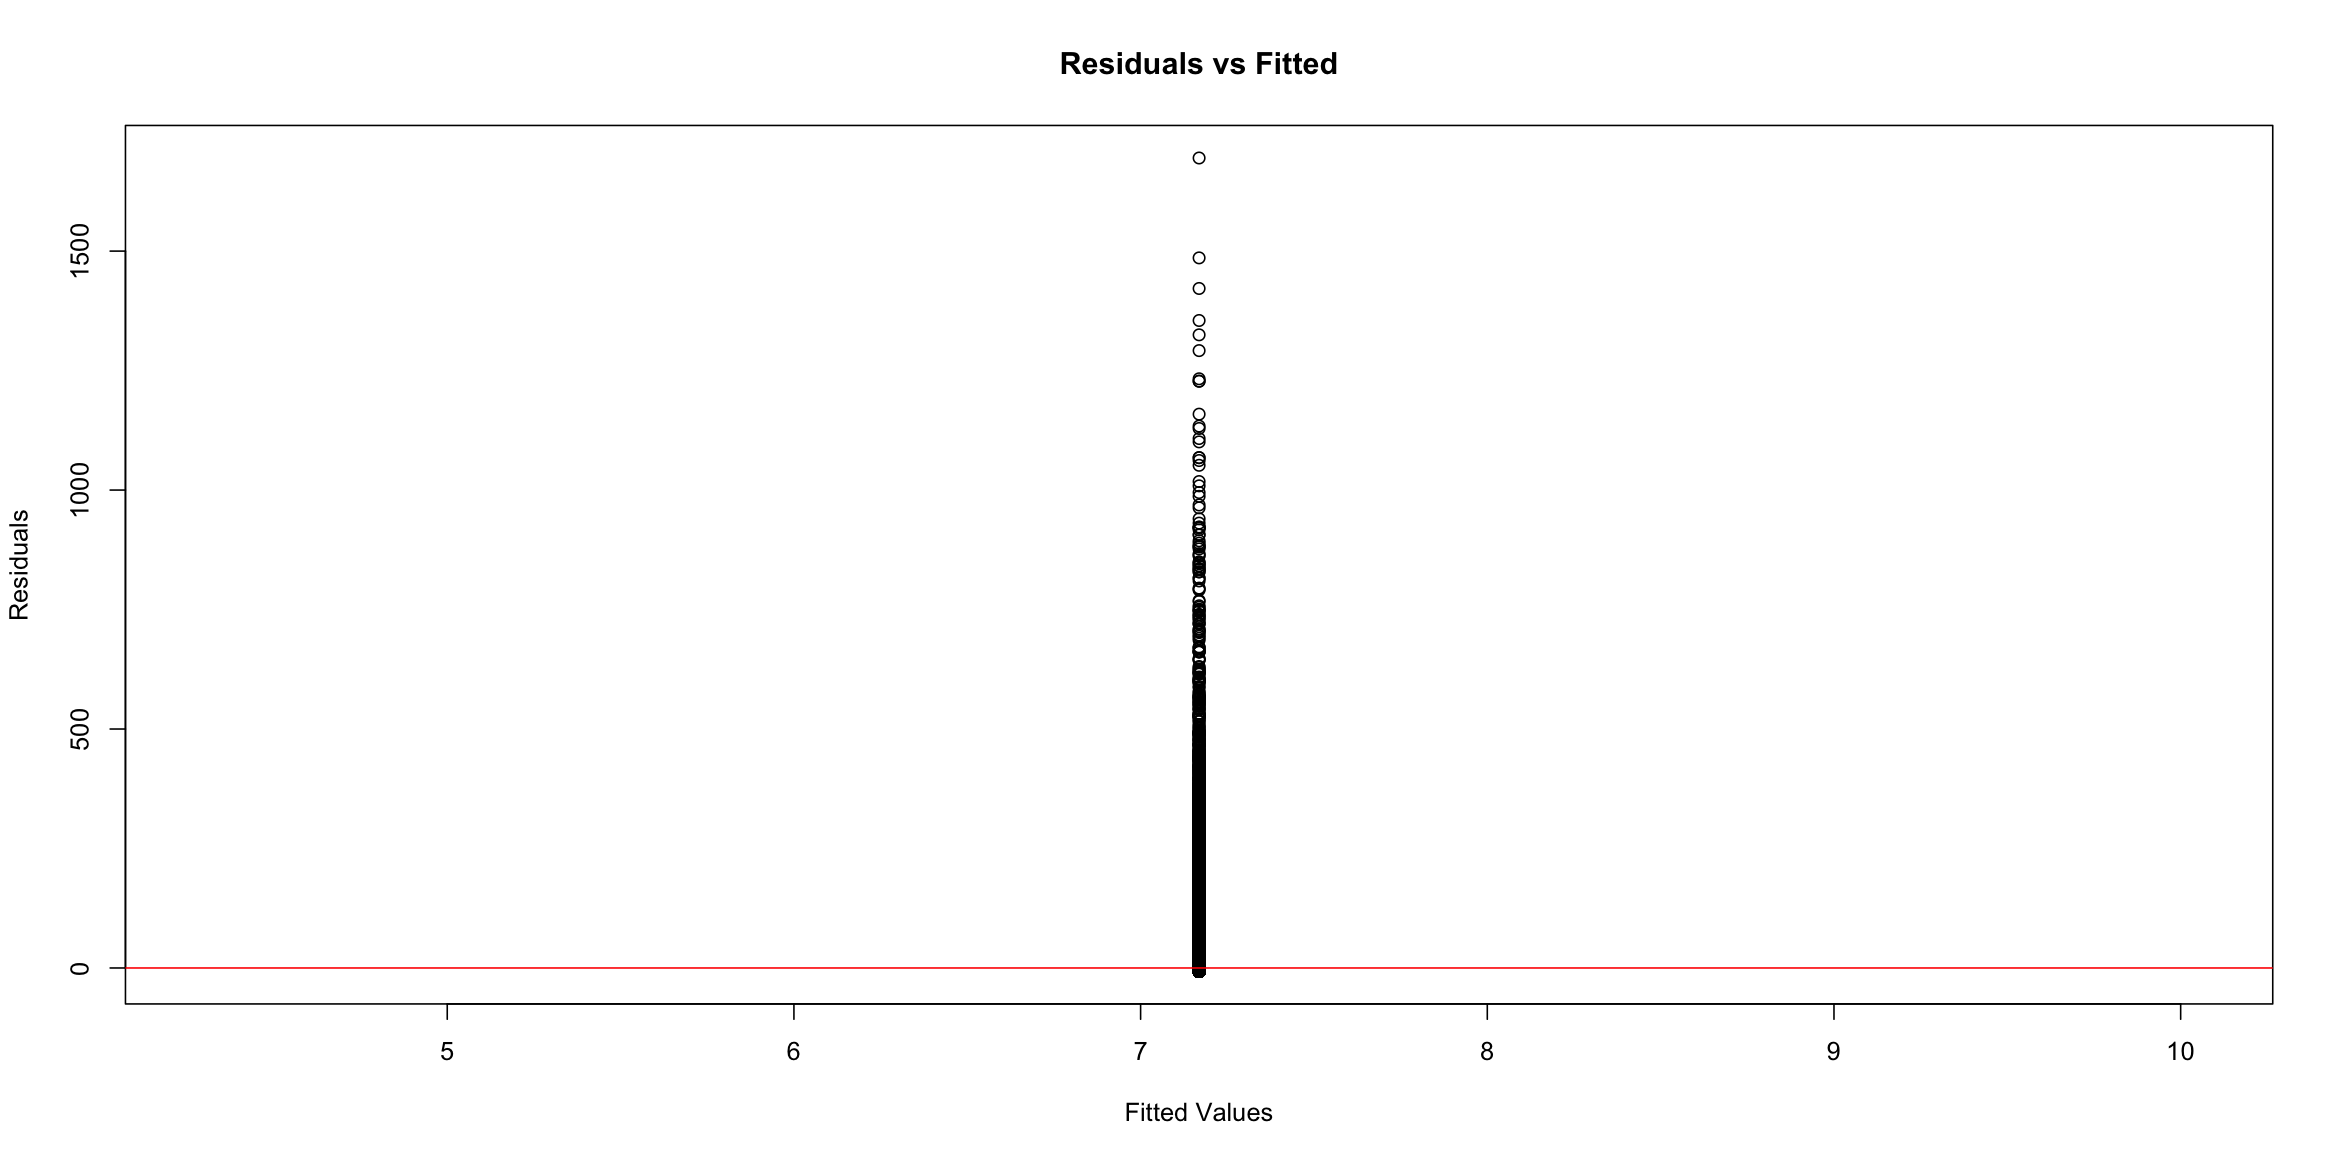 Residuals vs Fitted
1500
1000
500
0
Residuals
5 6 7 8 9 10
Fitted Values